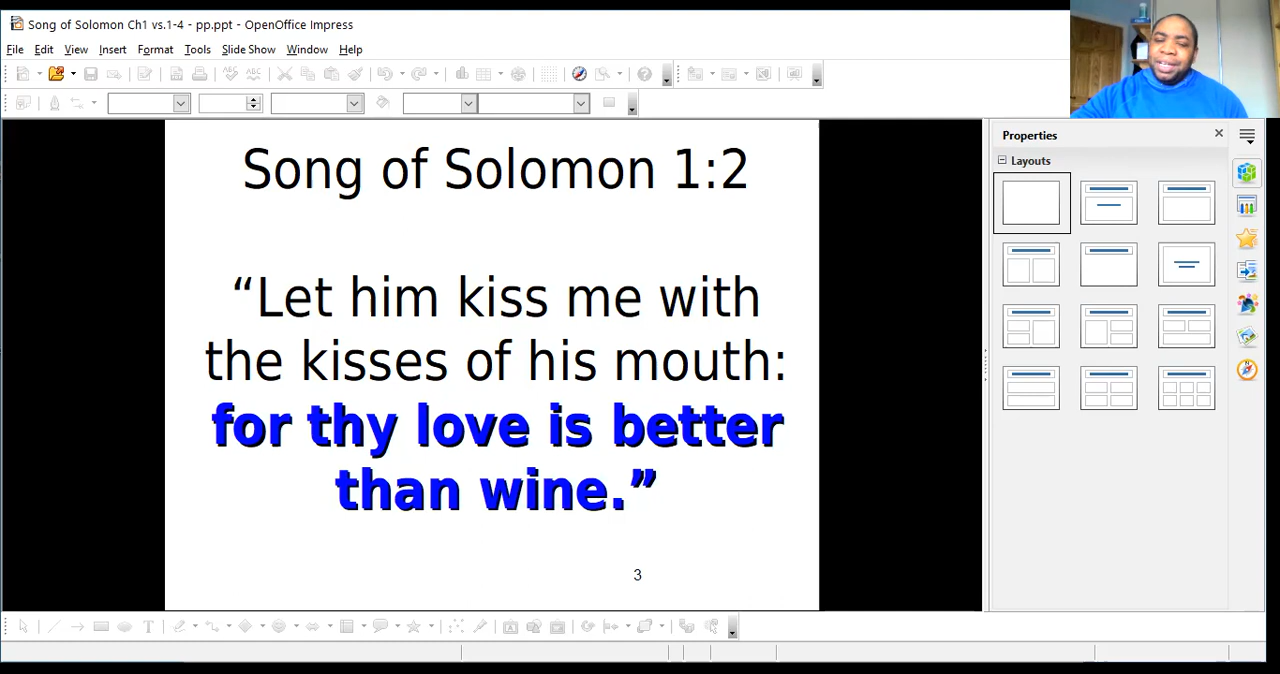 Song of Solomon Ch1 vs.1-4 - pp.ppt - OpenOffice Impress
File Edit View Insert Format Tools Slide Show Window Help
Properties
Layouts
Song of Solomon 1:2
“Let him kiss me with
the kisses of his mouth:
for thy love is better
than wine.”
3